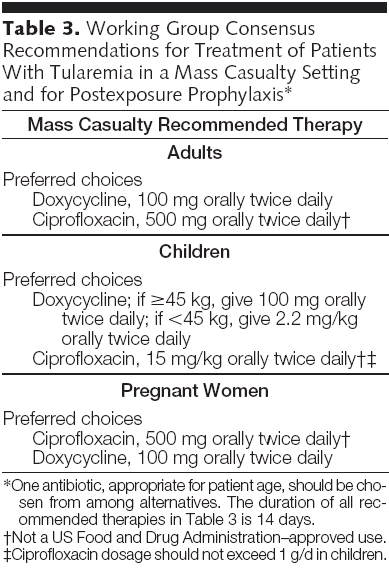 Table 3. Working Group Consensus
Recommendations for Treatment of Patients
With Tularemia in a Mass Casualty Setting
and for Postexposure Prophylaxis*
Mass Casualty Recommended Therapy
Adults
Preferred choices
Doxycycline, 100 mg orally twice daily
Ciprofloxacin, 500 mg orally twice daily†
Children
Preferred choices
Doxycycline; if ≥45 kg, give 100 mg orally
twice daily; if <45 kg, give 2.2 mg/kg
orally twice daily
Ciprofloxacin, 15 mg/kg orally twice daily†‡
Pregnant Women
Preferred choices
Ciprofloxacin, 500 mg orally twice daily†
Doxycycline, 100 mg orally twice daily
*One antibiotic, appropriate for patient age, should be cho-
sen from among alternatives. The duration of all rec-
ommended therapies in Table 3 is 14 days.
†Not a US Food and Drug Administration–approved use.
‡Ciprofloxacin dosage should not exceed 1 g/d in children.